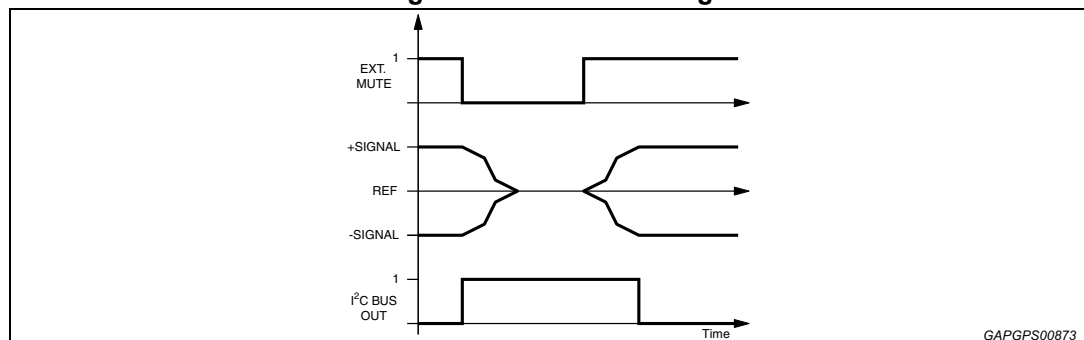 1
EXT.
MUTE
+SIGNAL
REF
-SIGNAL
1
I²C BUS
OUT
Time
GAPGPS00873